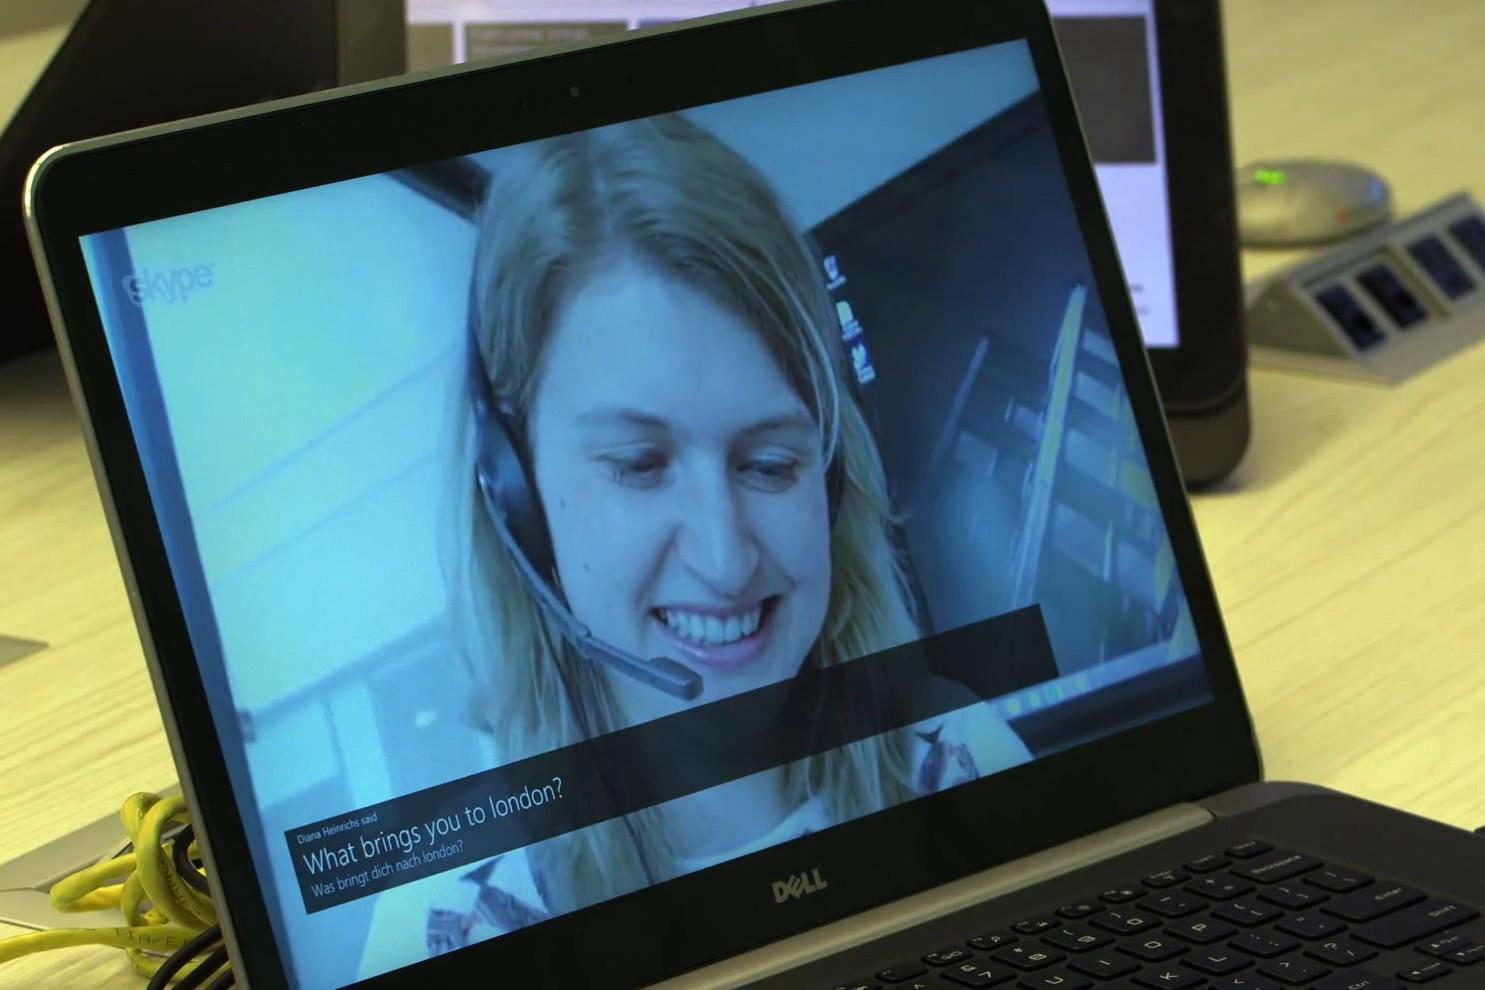 skype
Diana Heinrichs said
What brings you to london?
Was bringt dich nach london?
DELL